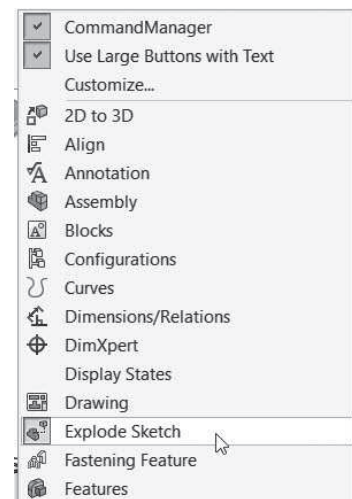 CommandManager
Use Large Buttons with Text
Customize...
2D to 3D
Align
Annotation
Assembly
Blocks
Configurations
Curves
Dimensions/Relations
DimXpert
Display States
Drawing
Explode Sketch
Fastening Feature
Features